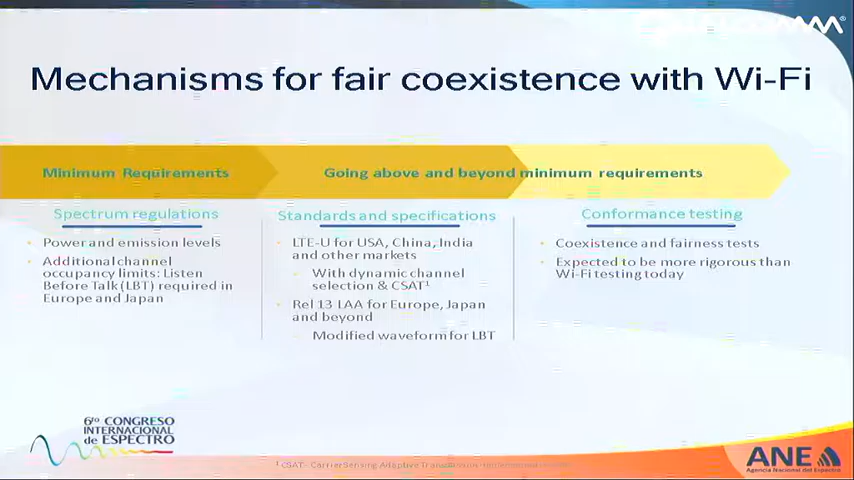 QUALCOMM®
Mechanisms for fair coexistence with Wi-Fi
Minimum Requirements
Going above and beyond minimum requirements
Spectrum regulations
• Power and emission levels
• Additional channel
occupancy limits: Listen
Before Talk (LBT) required in
Europe and Japan
Standards and specifications
• LTE-U for USA, China, India
and other markets
With dynamic channel
selection & CSAT¹
• Rel 13 LAA for Europe, Japan
and beyond
Modified waveform for LBT
Conformance testing
• Coexistence and fairness tests
• Expected to be more rigorous than
Wi-Fi testing today
6to CONGRESO
INTERNACIONAL
de ESPECTRO
¹ CSAT - Carrier Sensing Adaptive
ANE
Agencia Nacional del Espectro